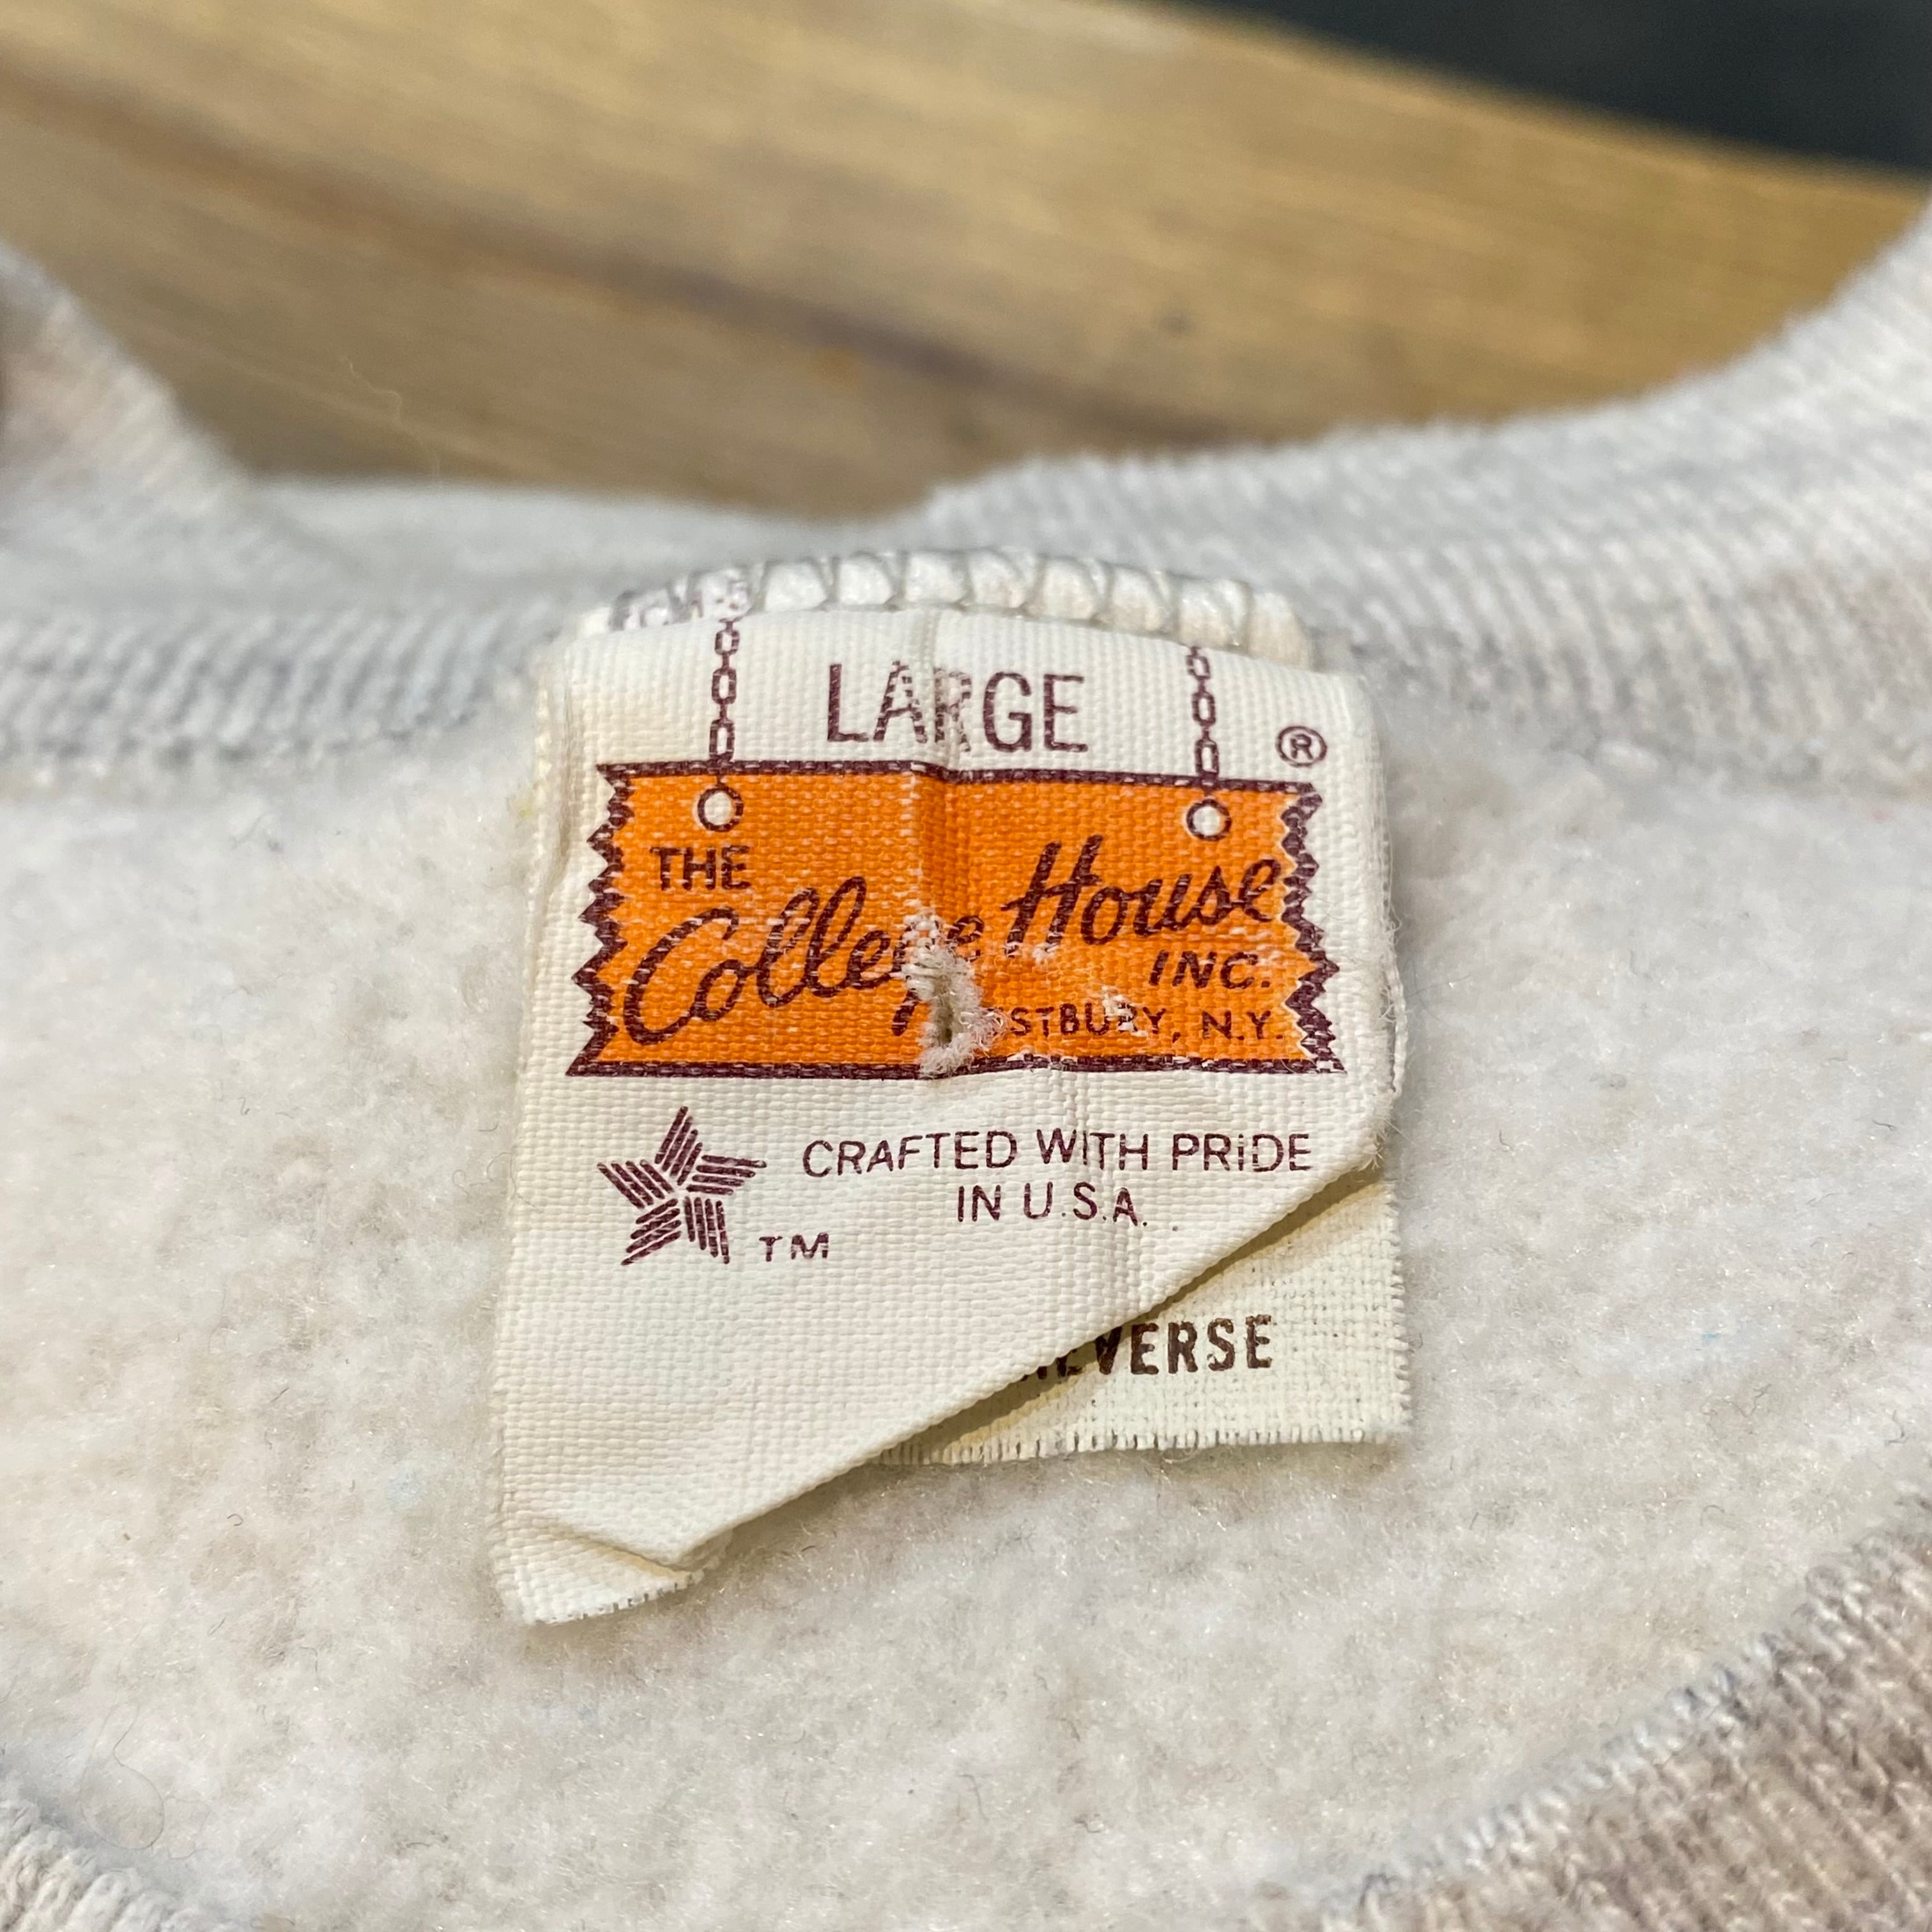 LARGE
®
THE
College House
INC.
STBURY, N.Y.
CRAFTED WITH PRIDE
IN U.S.A.
TM
EVERSE